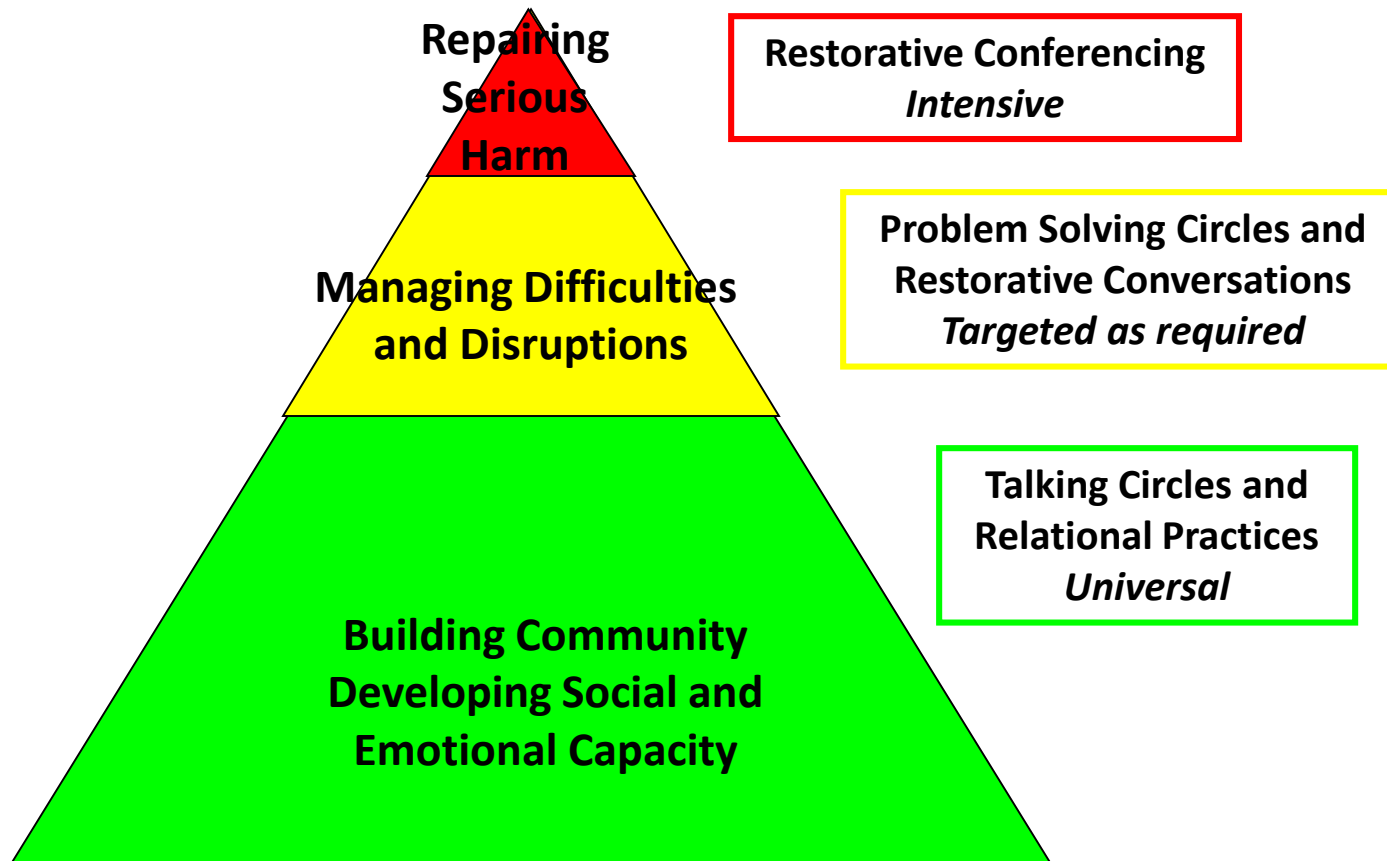 Repairing
Serious
Harm
Restorative Conferencing
Intensive
Managing Difficulties
and Disruptions
Problem Solving Circles and
Restorative Conversations
Targeted as required
Building Community
Developing Social and
Emotional Capacity
Talking Circles and
Relational Practices
Universal